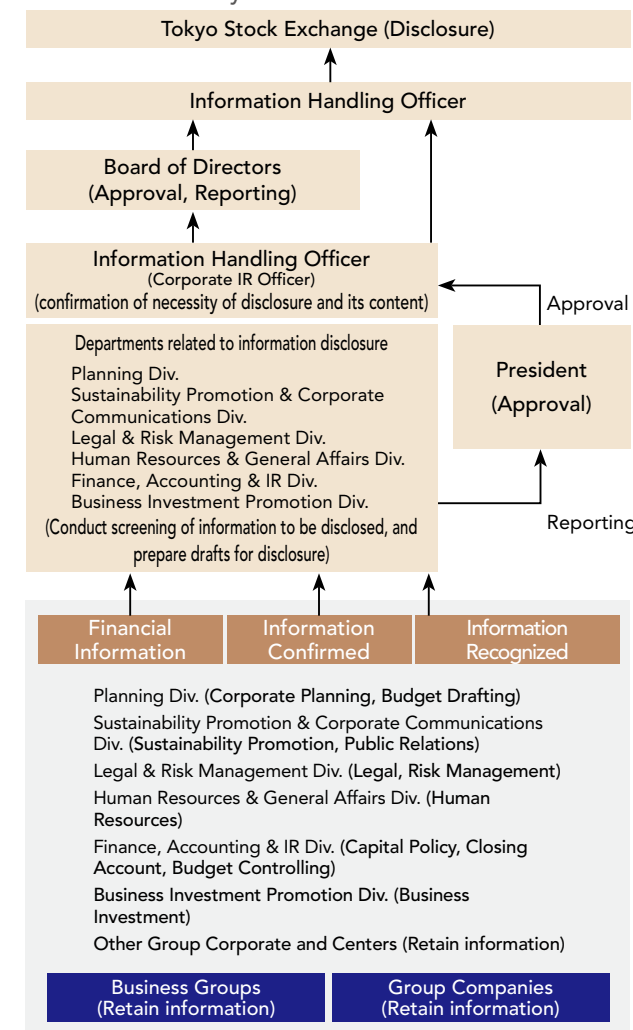 Tokyo Stock Exchange (Disclosure)
Information Handling Officer
Board of Directors
(Approval, Reporting)
Information Handling Officer
(Corporate IR Officer)
(confirmation of necessity of disclosure and its content)
Approval
Departments related to information disclosure
Planning Div.
Sustainability Promotion & Corporate
Communications Div.
Legal & Risk Management Div.
Human Resources & General Affairs Div.
Finance, Accounting & IR Div.
Business Investment Promotion Div.
(Conduct screening of information to be disclosed, and
prepare drafts for disclosure)
President
(Approval)
Reporting
Financial
Information
Information
Confirmed
Information
Recognized
Planning Div. (Corporate Planning, Budget Drafting)
Sustainability Promotion & Corporate Communications
Div. (Sustainability Promotion, Public Relations)
Legal & Risk Management Div. (Legal, Risk Management)
Human Resources & General Affairs Div. (Human
Resources)
Finance, Accounting & IR Div. (Capital Policy, Closing
Account, Budget Controlling)
Business Investment Promotion Div. (Business
Investment)
Other Group Corporate and Centers (Retain information)
Business Groups
(Retain information)
Group Companies
(Retain information)